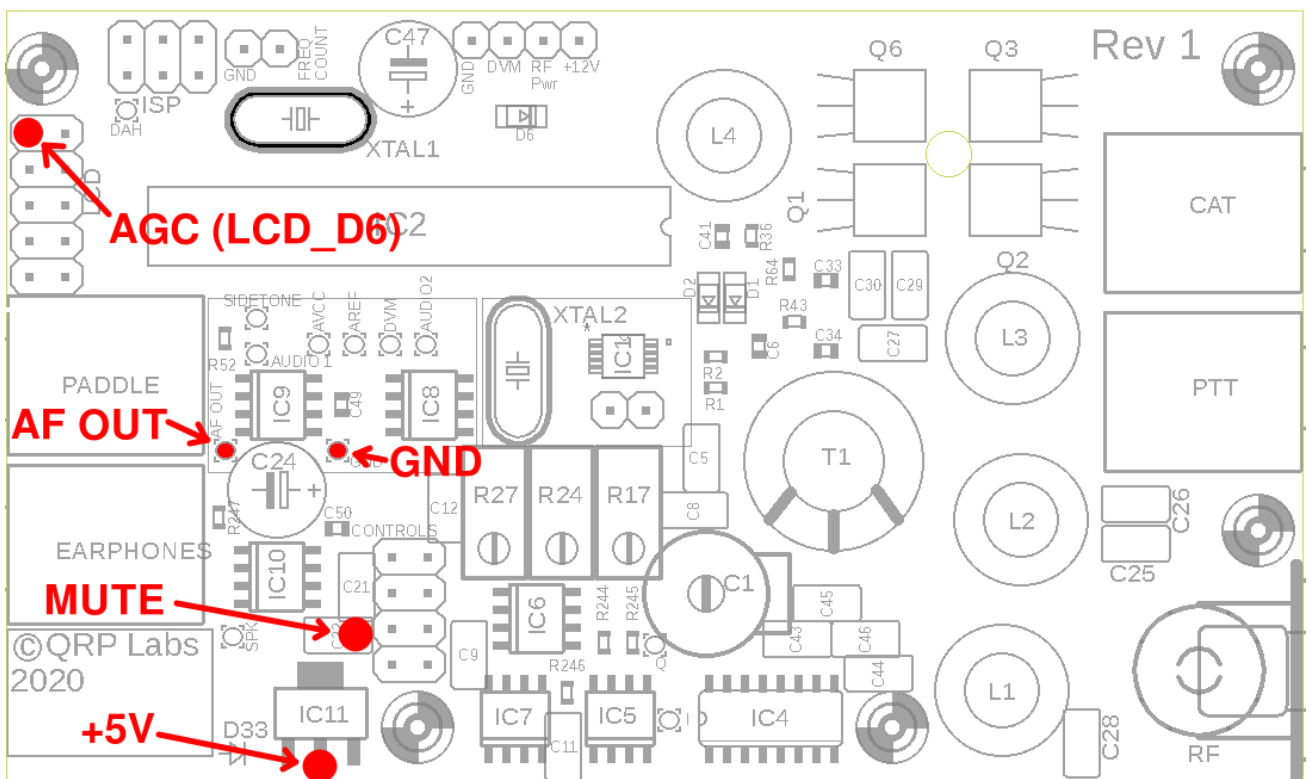 C47
FREQ
COUNT
GND
GND
DVM
RF
Pwr
+12V
Q6
Q3
Rev 1
ISP
DAH
XTAL1
D6
L4
CAT
AGC (LCD_D6)
IC2
Q1
C41
R36
R64
C33
C30
C29
Q2
SIDETONE
AVCC
AREF
DVM
AUDIO2
XTAL2
*
D2
D1
R43
C34
C27
L3
R52
AUDIO 1
IC1
C6
R2
R1
PADDLE
IC9
C49
IC8
PTT
AF OUT
AF OUT
GND
C24
+
R27
R24
R17
C5
T1
R247
C50
CONTROLS
C12
C8
L2
C26
C25
EARPHONES
IC10
C21
C1
MUTE
IC6
R244
R245
C45
C43
C46
C44
©QRP Labs
2020
SPK
C9
R246
L1
IC11
IC7
C11
IC5
I
IC4
D33
+5V
C28
RF